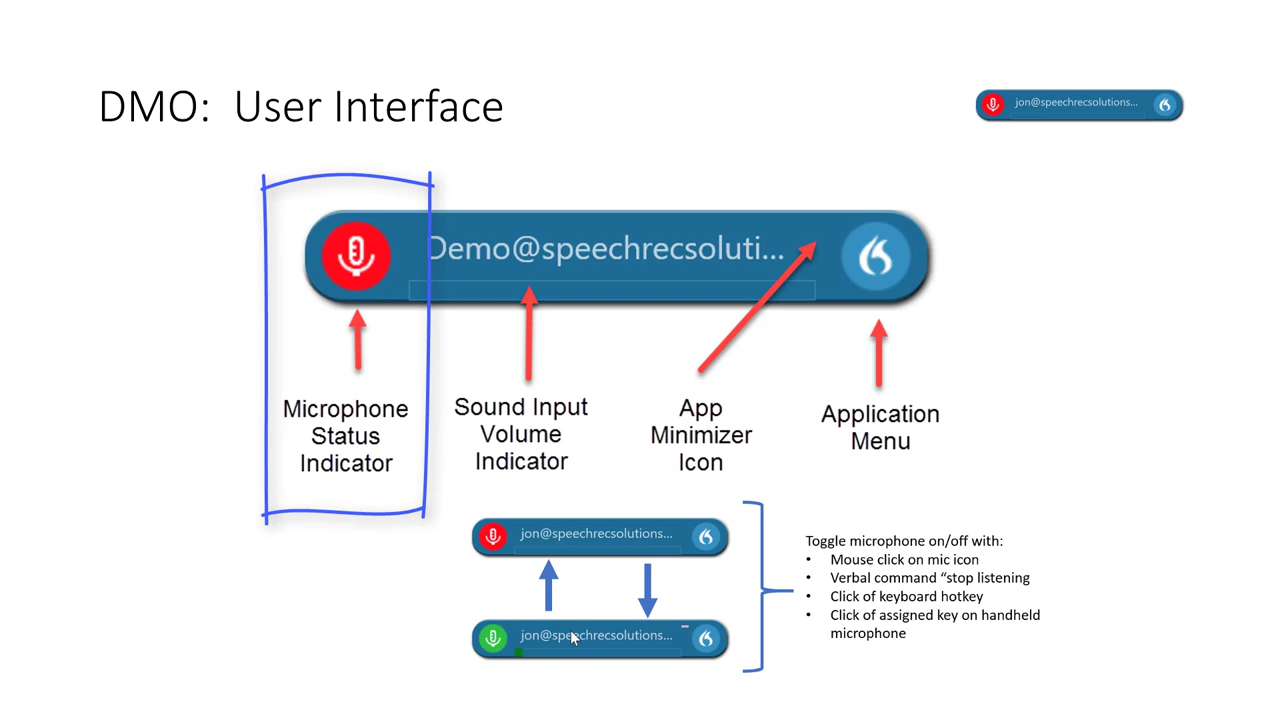 DMO:  User Interface
jon@speechrecsolutions...
Demo@speechrecsoluti...
Microphone
Status
Indicator
Sound Input
Volume
Indicator
App
Minimizer
Icon
Application
Menu
jon@speechrecsolutions...
jon@speechrecsolutions...
Toggle microphone on/off with:
• Mouse click on mic icon
• Verbal command “stop listening
• Click of keyboard hotkey
• Click of assigned key on handheld
microphone